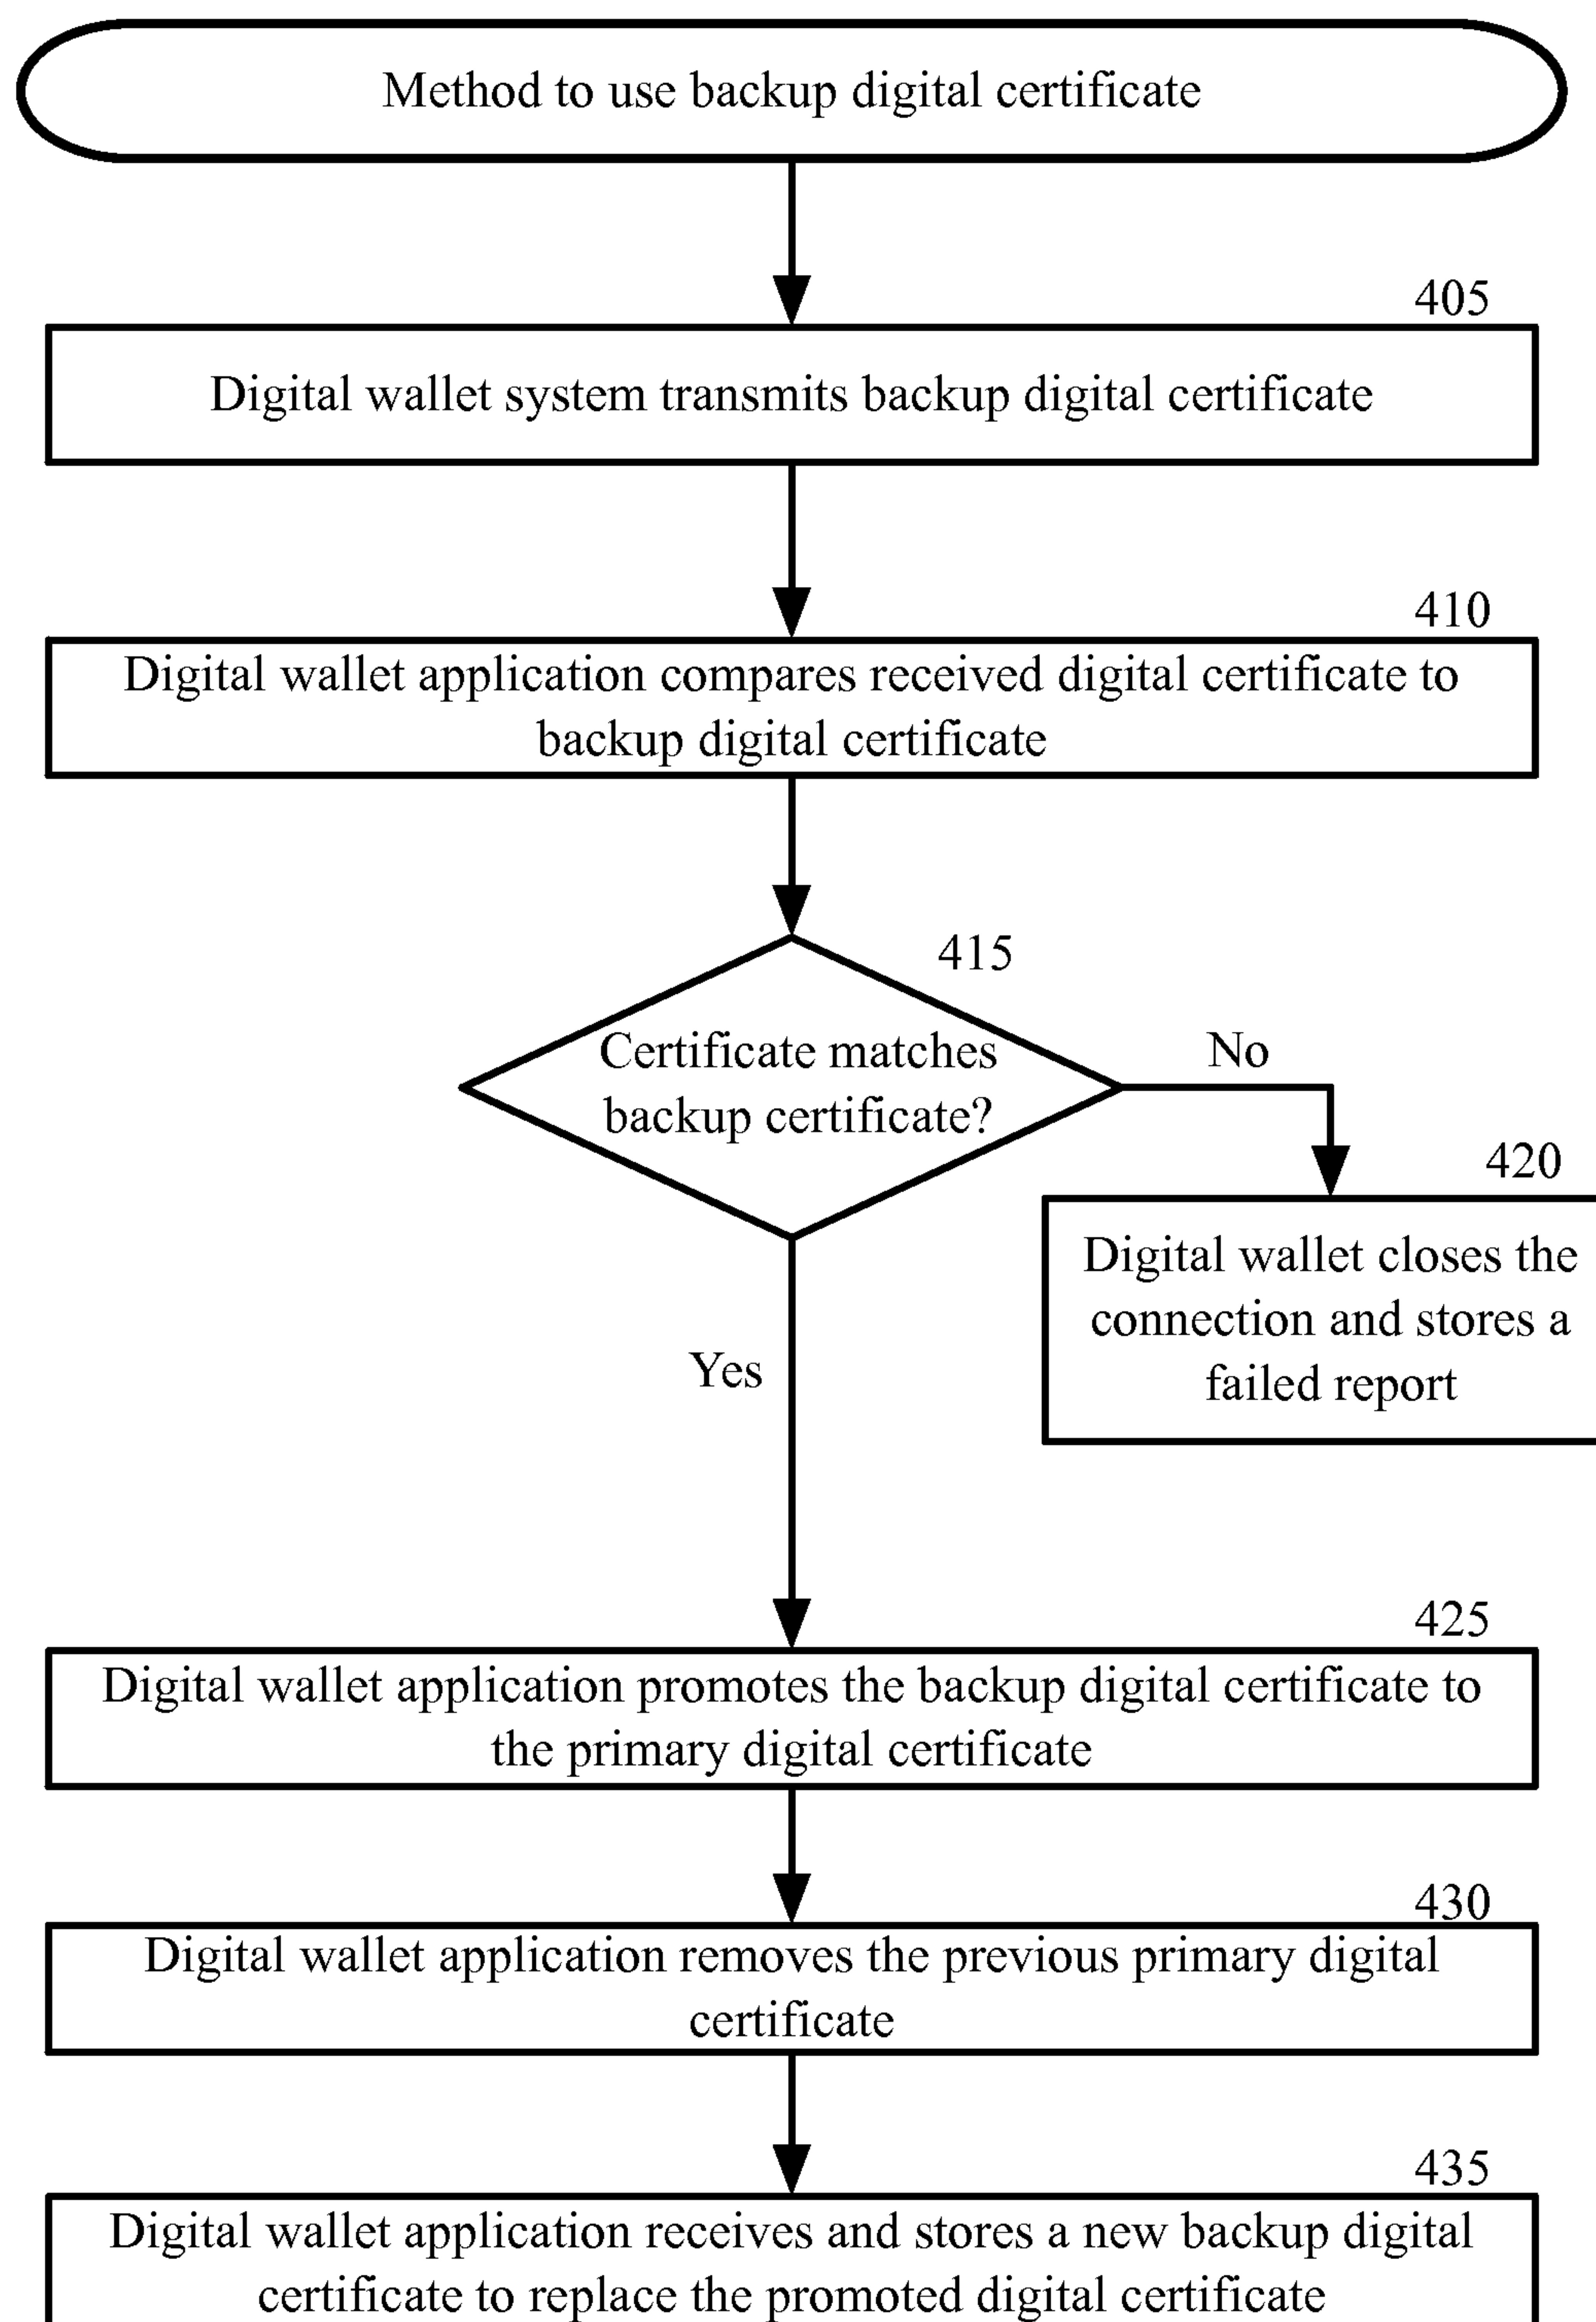 Method to use backup digital certificate
405
Digital wallet system transmits backup digital certificate
410
Digital wallet application compares received digital certificate to
backup digital certificate
415
Certificate matches
backup certificate?
No
420
Digital wallet closes the
connection and stores a
failed report
Yes
425
Digital wallet application promotes the backup digital certificate to
the primary digital certificate
430
Digital wallet application removes the previous primary digital
certificate
435
Digital wallet application receives and stores a new backup digital
certificate to replace the promoted digital certificate